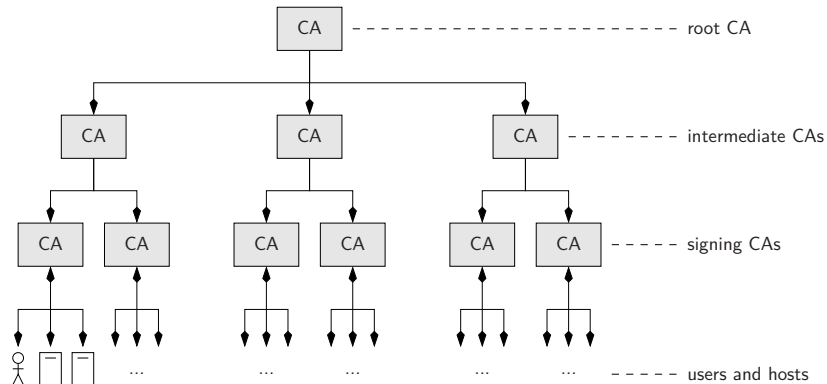 CA root CA
CA CA CA intermediate CAs
CA CA CA CA CA CA signing CAs
... ... ... ... ... users and hosts